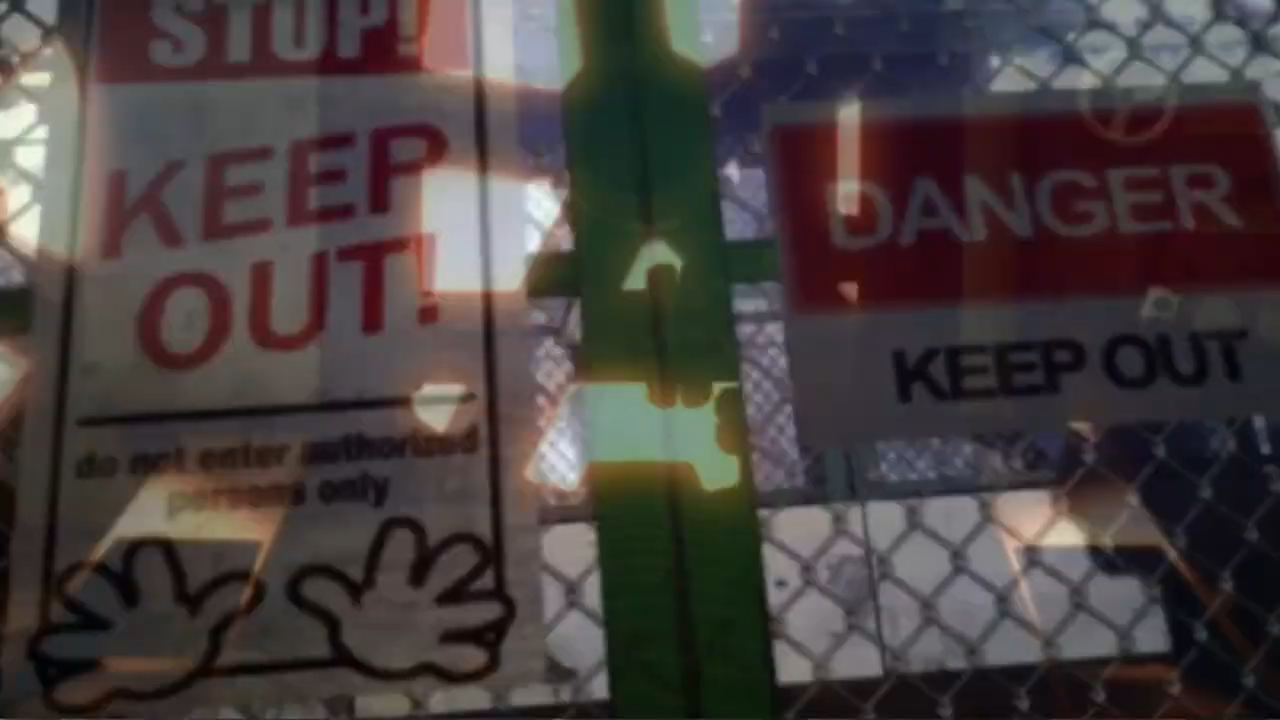 STOP!
KEEP
OUT!
do not enter authorized
persons only
DANGER
KEEP OUT